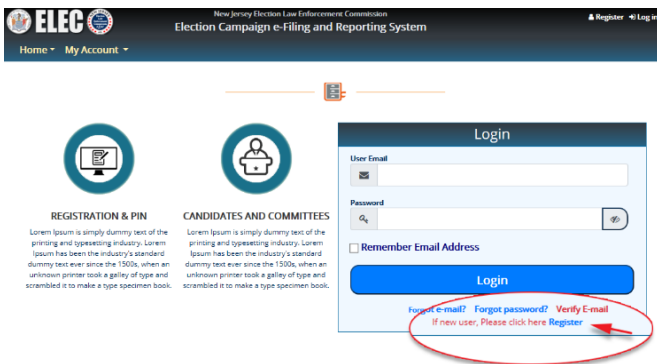 ELEC
New Jersey Election Law Enforcement Commission
Election Campaign e-Filing and Reporting System
Register Log in
Home My Account
Login
User Email
Password
Remember Email Address
Login
Forgot e-mail? Forgot password? Verify E-mail
If new user, Please click here Register
REGISTRATION & PIN
Lorem Ipsum is simply dummy text of the
printing and typesetting industry. Lorem
Ipsum has been the industry's standard
dummy text ever since the 1500s, when an
unknown printer took a galley of type and
scrambled it to make a type specimen book.
CANDIDATES AND COMMITTEES
Lorem Ipsum is simply dummy text of the
printing and typesetting industry. Lorem
Ipsum has been the industry's standard
dummy text ever since the 1500s, when an
unknown printer took a galley of type and
scrambled it to make a type specimen book.